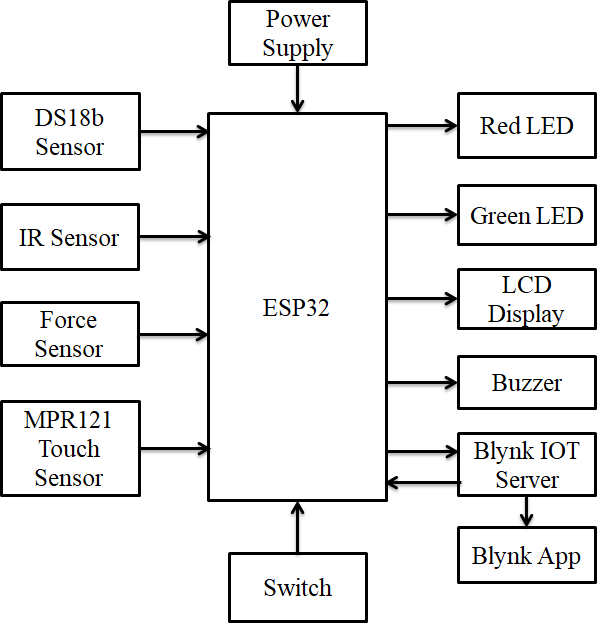 Power
Supply
DS18b
Sensor
IR Sensor
Force
Sensor
MPR121
Touch
Sensor
ESP32
Red LED
Green LED
LCD
Display
Buzzer
Blynk IOT
Server
Blynk App
Switch